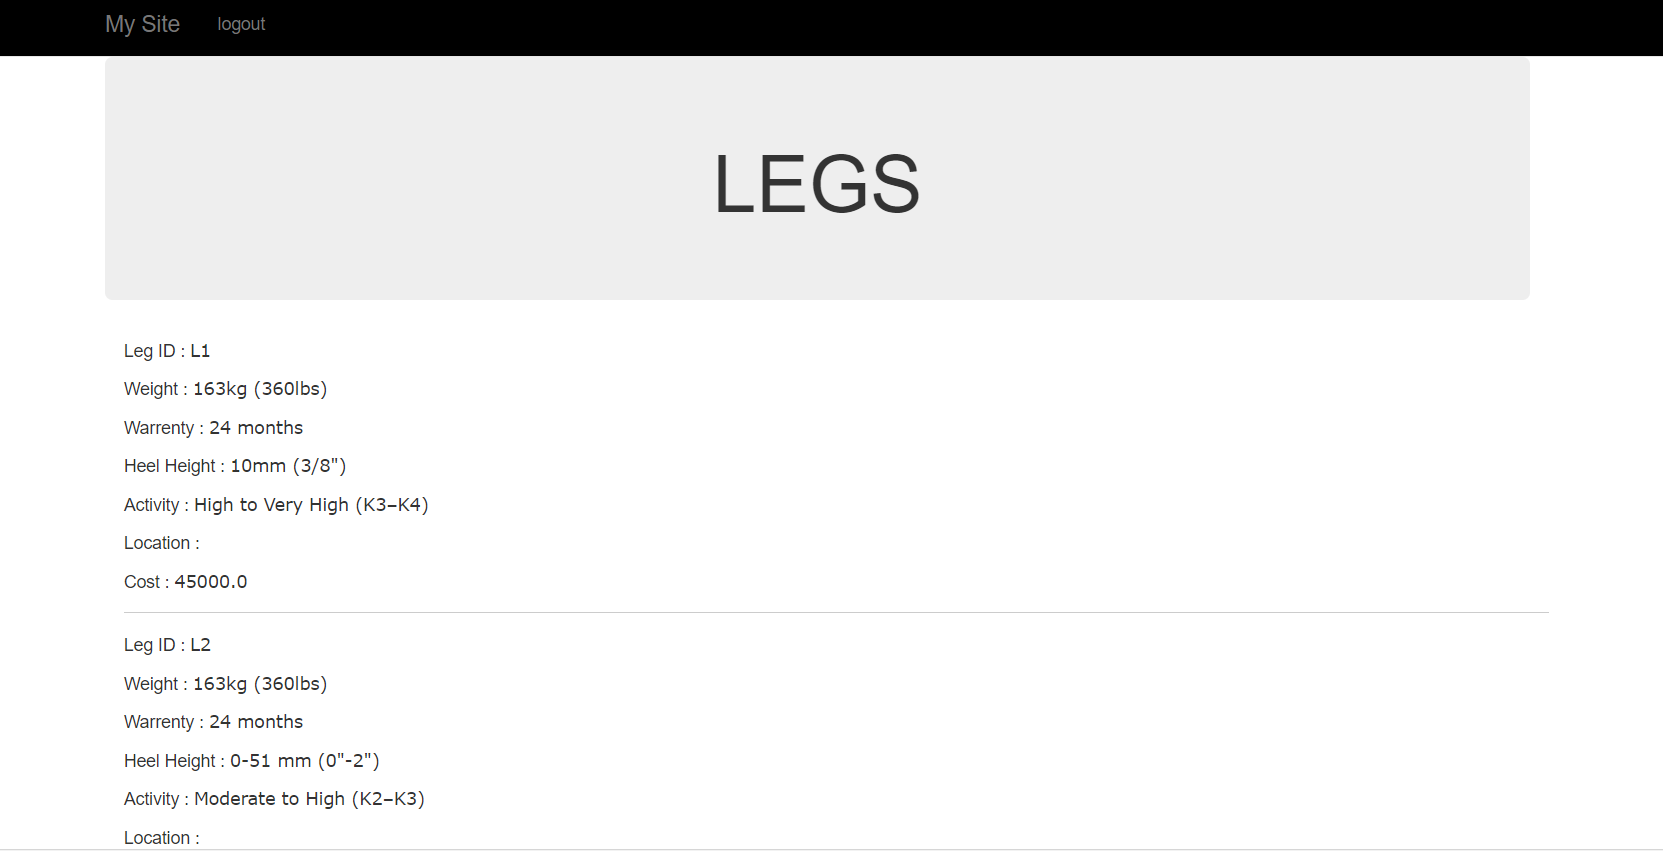 My Site logout
LEGS
Leg ID : L1
Weight : 163kg (360lbs)
Warrenty : 24 months
Heel Height : 10mm (3/8")
Activity : High to Very High (K3–K4)
Location :
Cost : 45000.0
Leg ID : L2
Weight : 163kg (360lbs)
Warrenty : 24 months
Heel Height : 0-51 mm (0"-2")
Activity : Moderate to High (K2–K3)
Location :